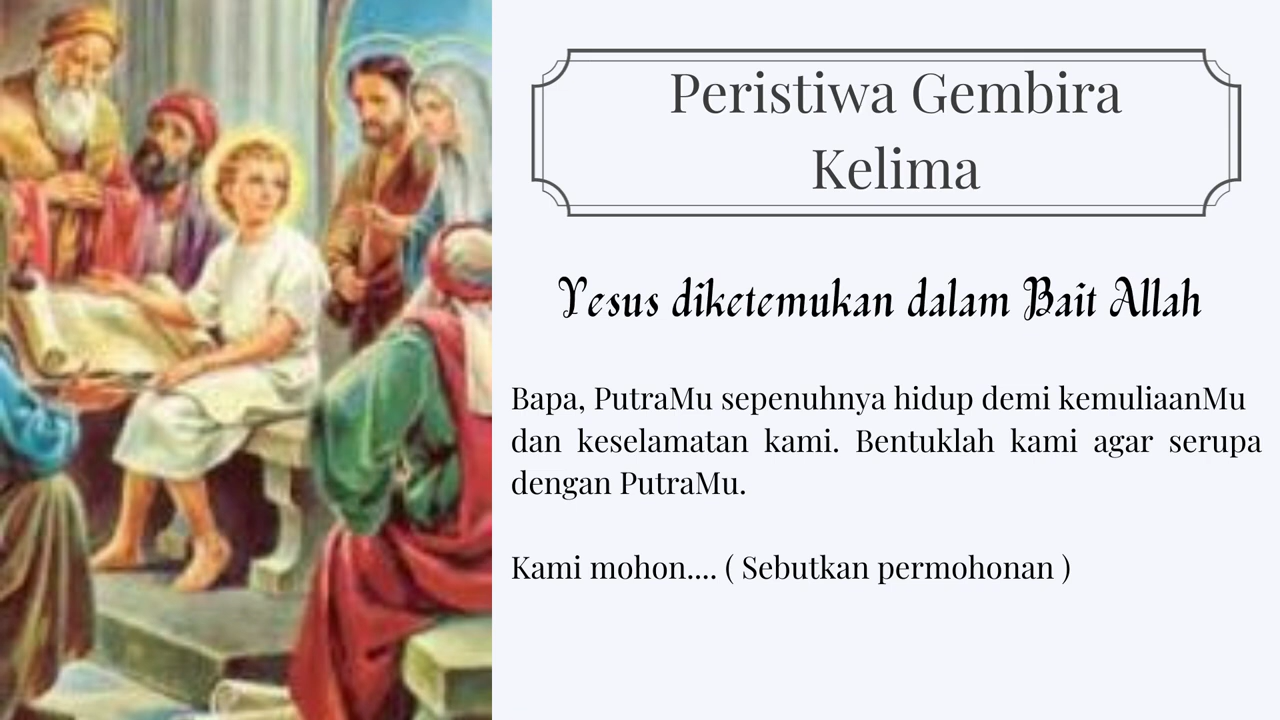 Peristiwa Gembira
Kelima
Yesus diketemukan dalam Bait Allah
Bapa, PutraMu sepenuhnya hidup demi kemuliaanMu
dan keselamatan kami. Bentuklah kami agar serupa
dengan PutraMu.
Kami mohon.... ( Sebutkan permohonan )